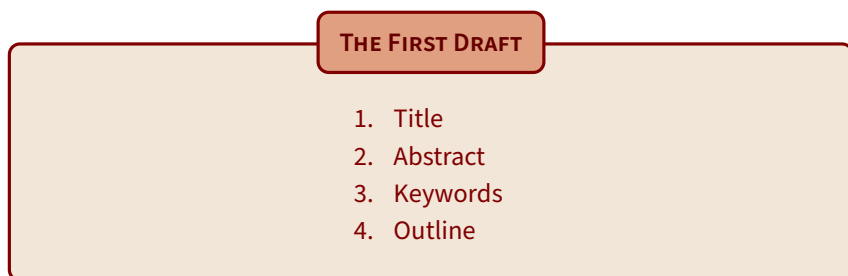 The First Draft
1. Title
2. Abstract
3. Keywords
4. Outline